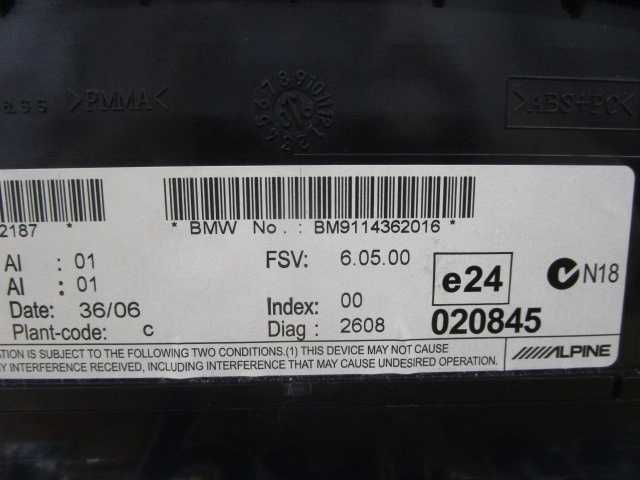 >PMMA<
>ABS+PC<
2187 *
* BMW No. : BM9114362016 *
AI : 01
AI : 01
Date: 36/06
Plant-code: c
FSV: 6.05.00
Index: 00
Diag : 2608
e24
020845
N18
ATION IS SUBJECT TO THE FOLLOWING TWO CONDITIONS.(1) THIS DEVICE MAY NOT CAUSE
Y INTERFERENCE RECEIVED, INCLUDING INTERFERENCE THAT MAY CAUSE UNDESIRED OPERATION.
ALPINE